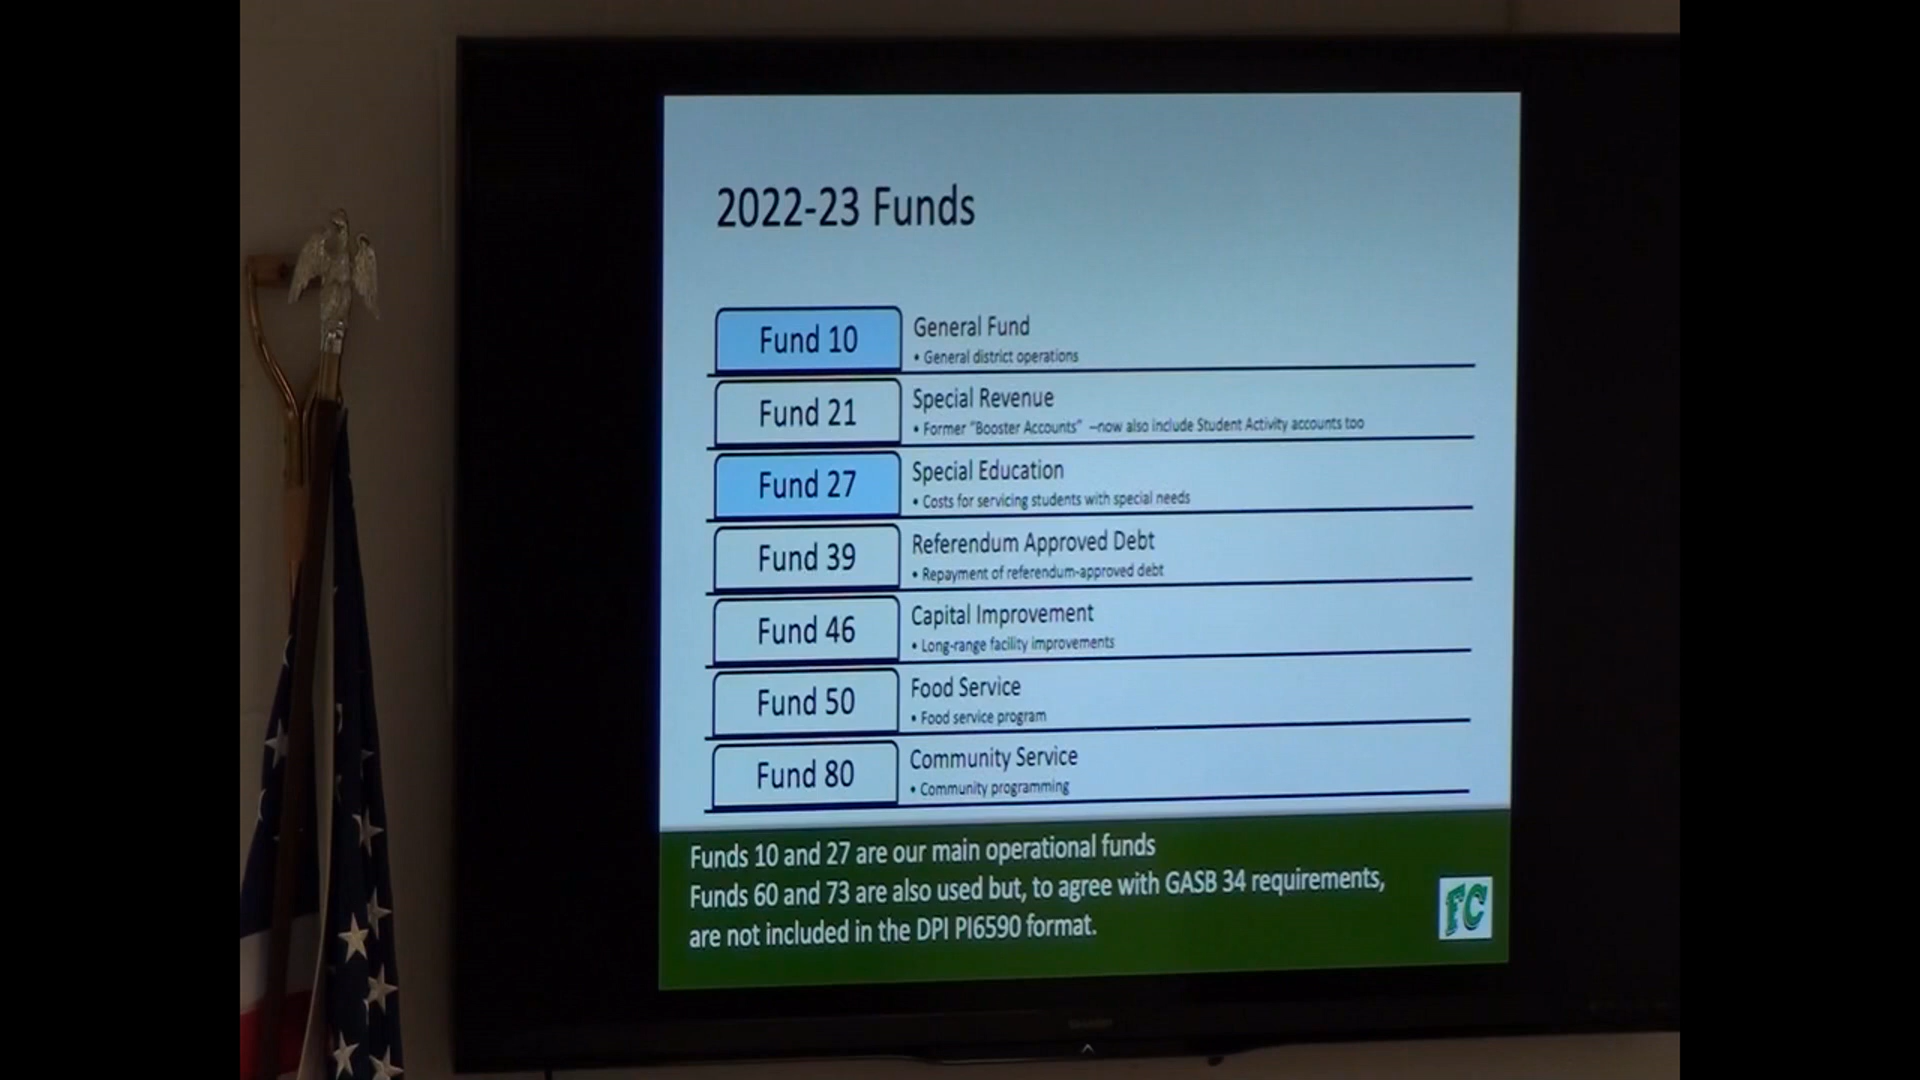 2022-23 Funds
Fund 10
General Fund
• General district operations
Fund 21
Special Revenue
• Former "Booster Accounts" –now also include Student Activity accounts too
Fund 27
Special Education
• Costs for servicing students with special needs
Fund 39
Referendum Approved Debt
• Repayment of referendum-approved debt
Fund 46
Capital Improvement
• Long-range facility improvements
Fund 50
Food Service
• Food service program
Fund 80
Community Service
• Community programming
Funds 10 and 27 are our main operational funds
Funds 60 and 73 are also used but, to agree with GASB 34 requirements,
are not included in the DPI PI6590 format.
FC